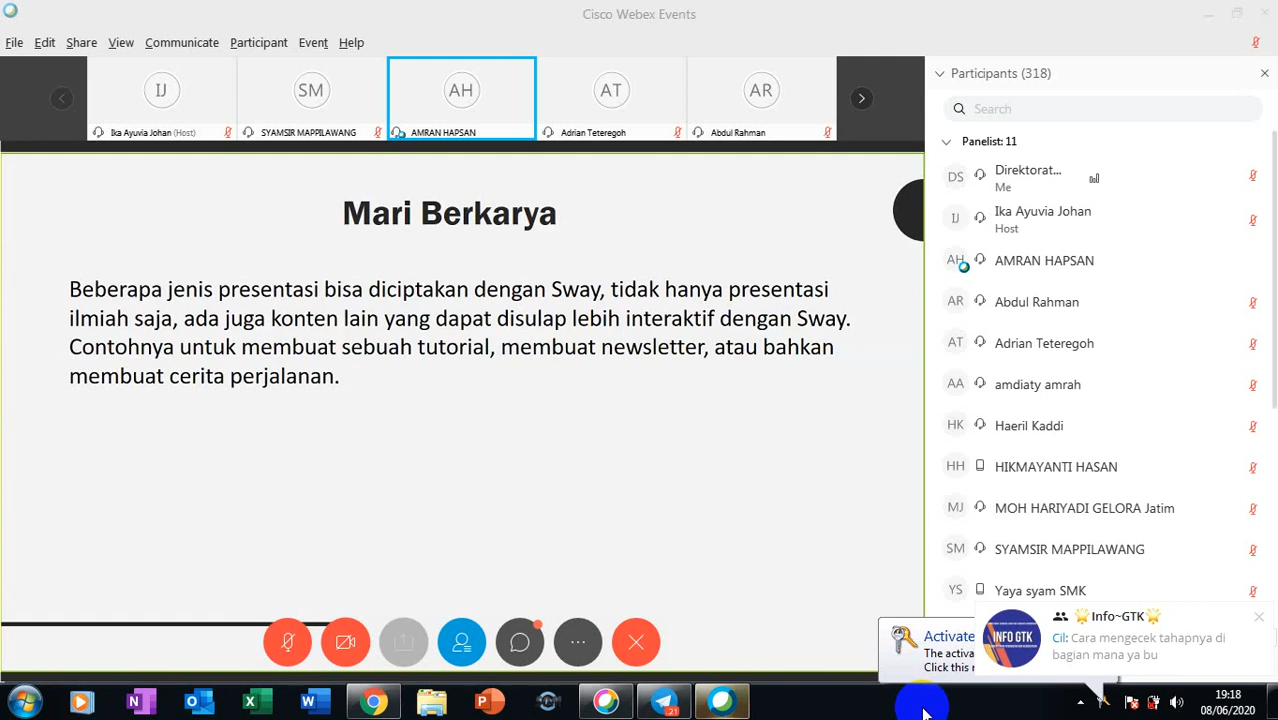 Cisco Webex Events
File Edit Share View Communicate Participant Event Help
IJ
Ika Ayuvia Johan (Host)
SM
SYAMSIR MAPPILAWANG
AH
AMRAN HAPSAN
AT
Adrian Teteregoh
AR
Abdul Rahman
Mari Berkarya
Beberapa jenis presentasi bisa diciptakan dengan Sway, tidak hanya presentasi
ilmiah saja, ada juga konten lain yang dapat disulap lebih interaktif dengan Sway.
Contohnya untuk membuat sebuah tutorial, membuat newsletter, atau bahkan
membuat cerita perjalanan.
Participants (318)
Search
Panelist: 11
DS Direktorat...
Me
IJ Ika Ayuvia Johan
Host
AH AMRAN HAPSAN
AR Abdul Rahman
AT Adrian Teteregoh
AA amdiaty amrah
HK Haeril Kaddi
HH HIKMAYANTI HASAN
MJ MOH HARIYADI GELORA Jatim
SM SYAMSIR MAPPILAWANG
YS Yaya syam SMK
Activate
The activa
Click this
INFO GTK
Info~GTK
Cil: Cara mengecek tahapnya di
bagian mana ya bu
21
19:18
08/06/2020